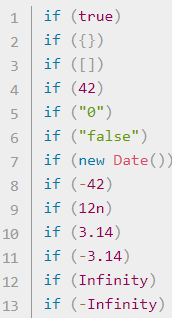 1 if (true)
2 if ({})
3 if ([])
4 if (42)
5 if ("0")
6 if ("false")
7 if (new Date())
8 if (-42)
9 if (12n)
10 if (3.14)
11 if (-3.14)
12 if (Infinity)
13 if (-Infinity)